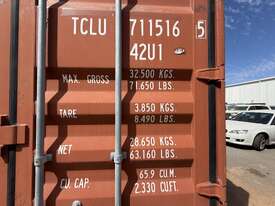 TCLU 711516 5
42U1
MAX. GROSS 32.500 KGS.
71.650 LBS.
TARE 3.850 KGS.
8.490 LBS.
NET 28.650 KGS.
63.160 LBS.
CU. CAP. 65.9 CU.M.
2.330 CU.FT.